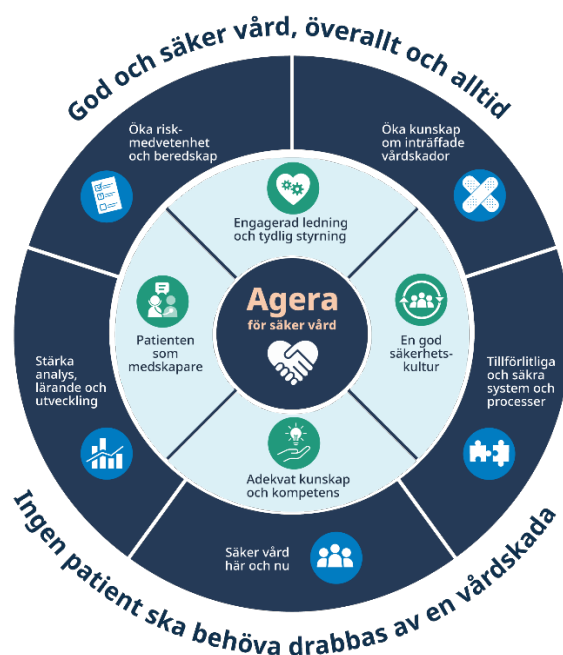 God och säker vård, överallt och alltid
Öka risk-
medvetenhet
och beredskap
Öka kunskap
om inträffade
vårdskador
Engagerad ledning
och tydlig styrning
Agera
för säker vård
Patienten
som
medskapare
En god
säkerhets-
kultur
Stärka
analys,
lärande och
utveckling
Tillförlitliga
och säkra
system och
processer
Adekvat kunskap
och kompetens
Säker vård
här och nu
Ingen patient ska behöva drabbas av en vårdskada